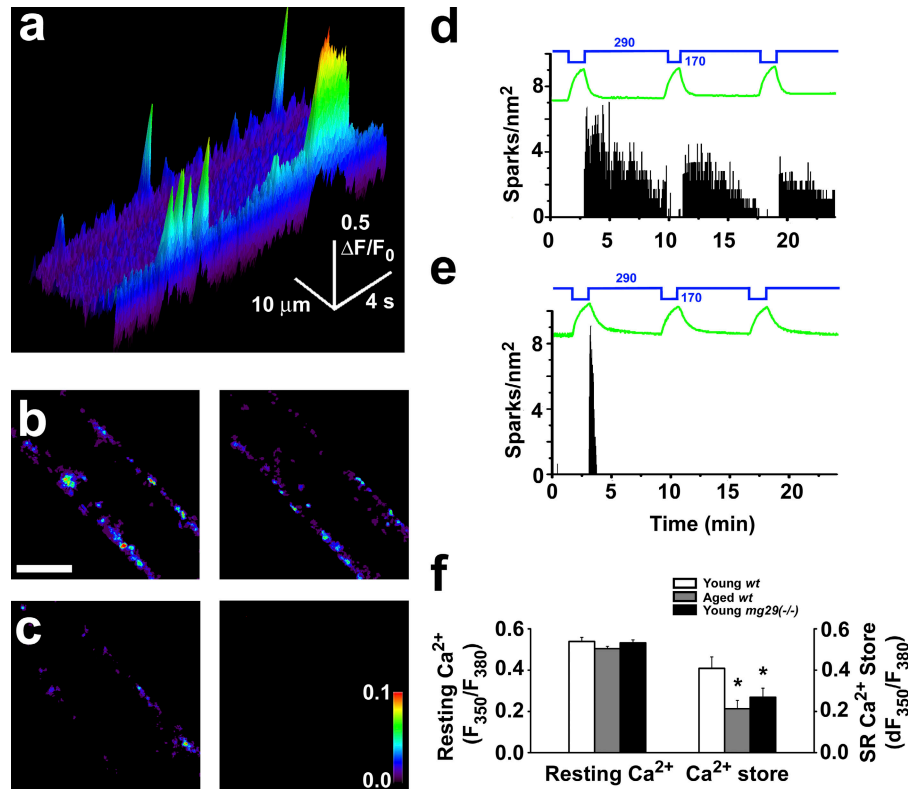 a
0.5
ΔF/F0
10 μm
4 s
b
c
0.1
0.0
d
290
170
Sparks/nm2
8
4
0
0 5 10 15 20
e
290
170
Sparks/nm2
8
4
0
0 5 10 15 20
Time (min)
f
Young wt
Aged wt
Young mg29(-/-)
Resting Ca2+
(F350/F380)
0.6
0.4
0.2
0.0
* *
0.6
0.4
0.2
0.0
SR Ca2+ Store
(dF350/F380)
Resting Ca2+ Ca2+ store